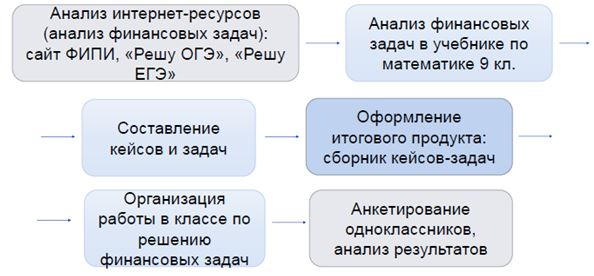 Анализ интернет-ресурсов
(анализ финансовых задач):
сайт ФИПИ, «Решу ОГЭ», «Решу
ЕГЭ»
Анализ финансовых
задач в учебнике по
математике 9 кл.
Составление
кейсов и задач
Оформление
итогового продукта:
сборник кейсов-задач
Организация
работы в классе по
решению
финансовых задач
Анкетирование
одноклассников,
анализ результатов